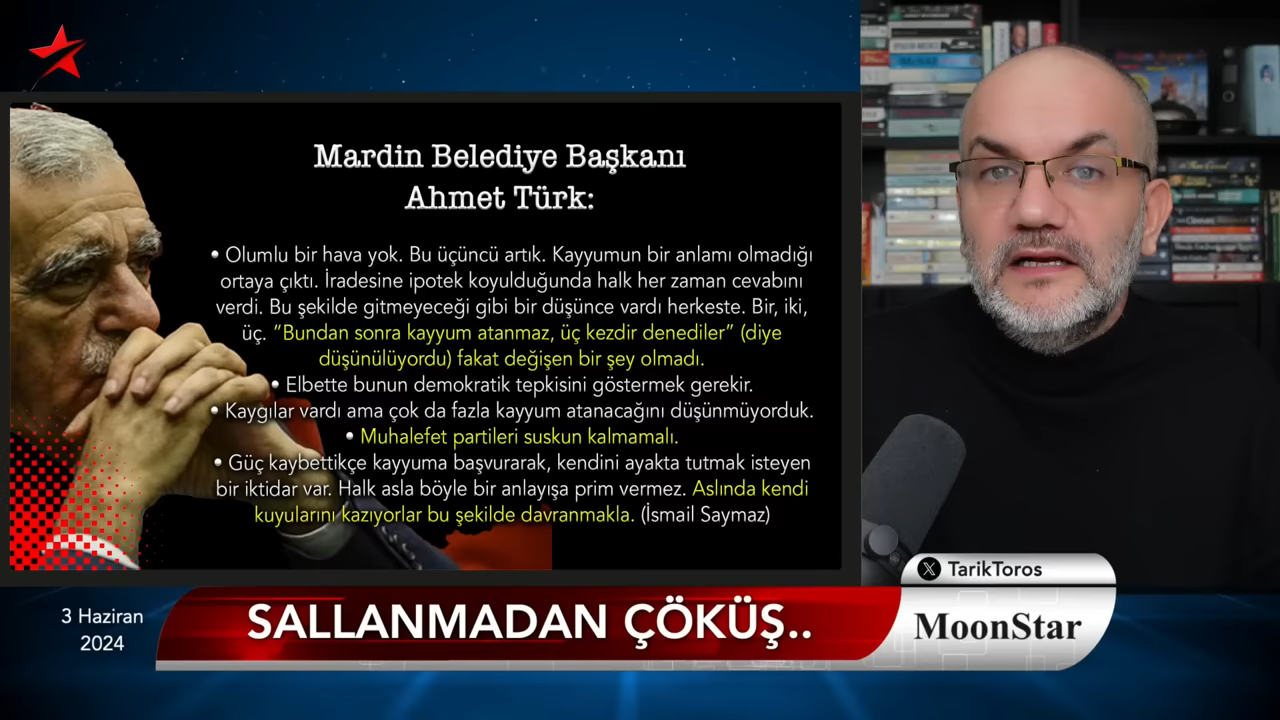 Mardin Belediye Başkanı
Ahmet Türk:
• Olumlu bir hava yok. Bu üçüncü artık. Kayyumun bir anlamı olmadığı
ortaya çıktı. İradesine ipotek koyulduğunda halk her zaman cevabını
verdi. Bu şekilde gitmeyeceği gibi bir düşünce vardı herkeste. Bir, iki,
üç. “Bundan sonra kayyum atanmaz, üç kezdir denediler” (diye
düşünülüyordu) fakat değişen bir şey olmadı.
• Elbette bunun demokratik tepkisini göstermek gerekir.
• Kaygılar vardı ama çok da fazla kayyum atanacağını düşünmüyorduk.
• Muhalefet partileri suskun kalmamalı.
• Güç kaybettikçe kayyuma başvurarak, kendini ayakta tutmak isteyen
bir iktidar var. Halk asla böyle bir anlayışa prim vermez. Aslında kendi
kuyularını kazıyorlar bu şekilde davranmakla. (İsmail Saymaz)
TarikToros
3 Haziran
2024
SALLANMADAN ÇÖKÜŞ..
MoonStar